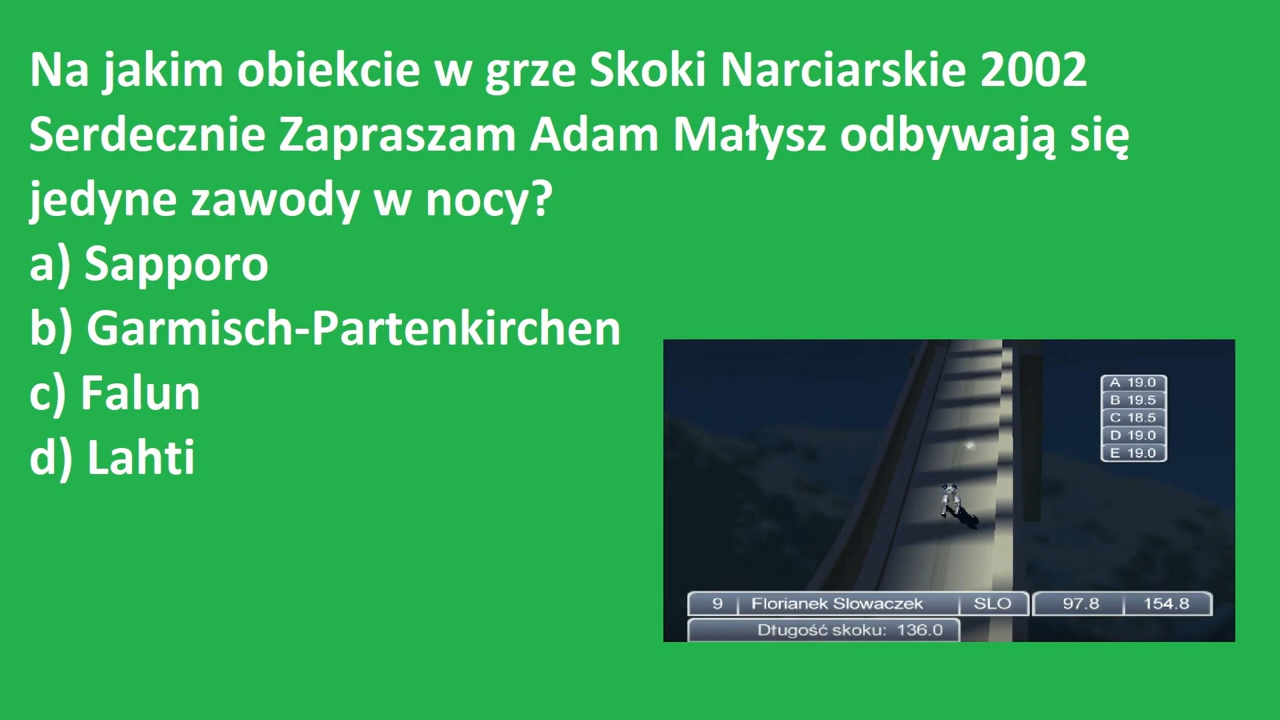 Na jakim obiekcie w grze Skoki Narciarskie 2002
Serdecznie Zapraszam Adam Małysz odbywają się
jedyne zawody w nocy?
a) Sapporo
b) Garmisch-Partenkirchen
c) Falun
d) Lahti
A 19.0
B 19.5
C 18.5
D 19.0
E 19.0
9 Florianek Slowaczek SLO 97.8 154.8
Długość skoku: 136.0